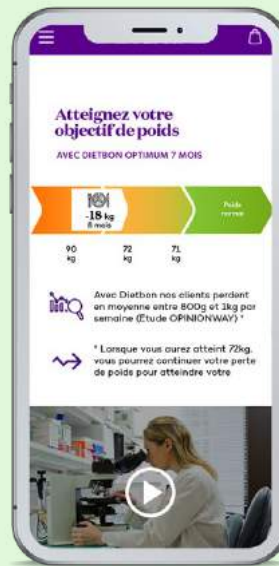 Atteignez votre
objectif de poids
AVEC DIETBON OPTIMUM 7 MOIS
-18 kg
6 mois
Poids
normal
90
kg
72
kg
71
kg
Avec Dietbon nos clients perdent
en moyenne entre 800g et 1kg par
semaine (Étude OPINIONWAY) *
* Lorsque vous aurez atteint 72kg,
vous pourrez continuer votre perte
de poids pour atteindre votre